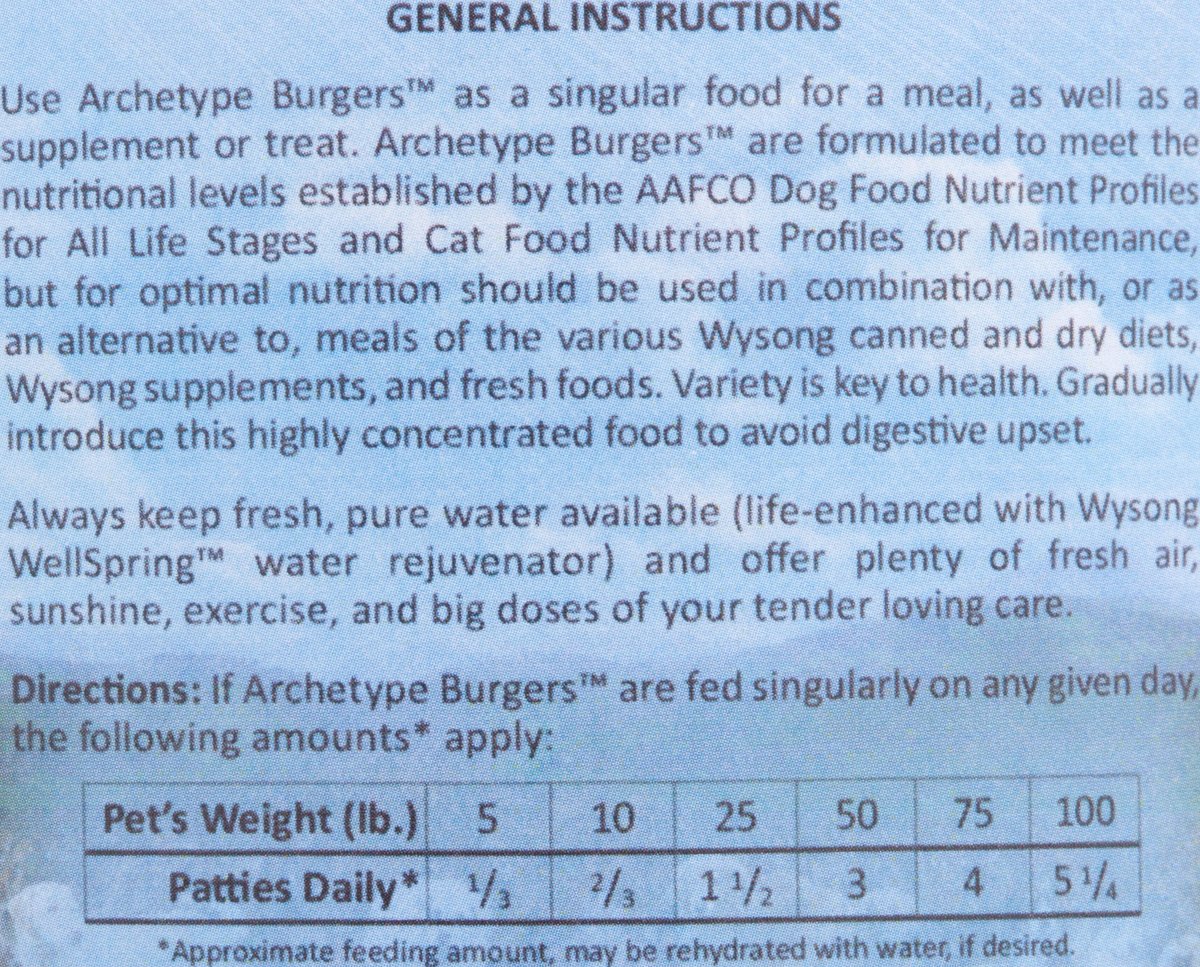 GENERAL INSTRUCTIONS
Use Archetype Burgers™ as a singular food for a meal, as well as a
supplement or treat. Archetype Burgers™ are formulated to meet the
nutritional levels established by the AAFCO Dog Food Nutrient Profiles
for All Life Stages and Cat Food Nutrient Profiles for Maintenance,
but for optimal nutrition should be used in combination with, or as
an alternative to, meals of the various Wysong canned and dry diets,
Wysong supplements, and fresh foods. Variety is key to health. Gradually
introduce this highly concentrated food to avoid digestive upset.
Always keep fresh, pure water available (life-enhanced with Wysong
WellSpring™ water rejuvenator) and offer plenty of fresh air,
sunshine, exercise, and big doses of your tender loving care.
Directions: If Archetype Burgers™ are fed singularly on any given day,
the following amounts* apply:
Pet's Weight (lb.) 5 10 25 50 75 100
Patties Daily* 1/3 2/3 1 1/2 3 4 5 1/4
*Approximate feeding amount, may be rehydrated with water, if desired.